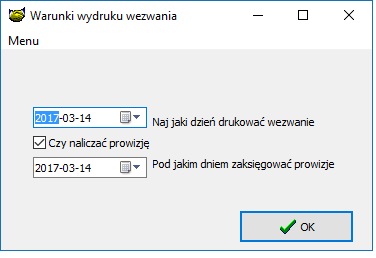 Warunki wydruku wezwania
Menu
2017-03-14
Naj jaki dzień drukować wezwanie
Czy naliczać prowizję
2017-03-14
Pod jakim dniem zaksięgować prowizje
OK